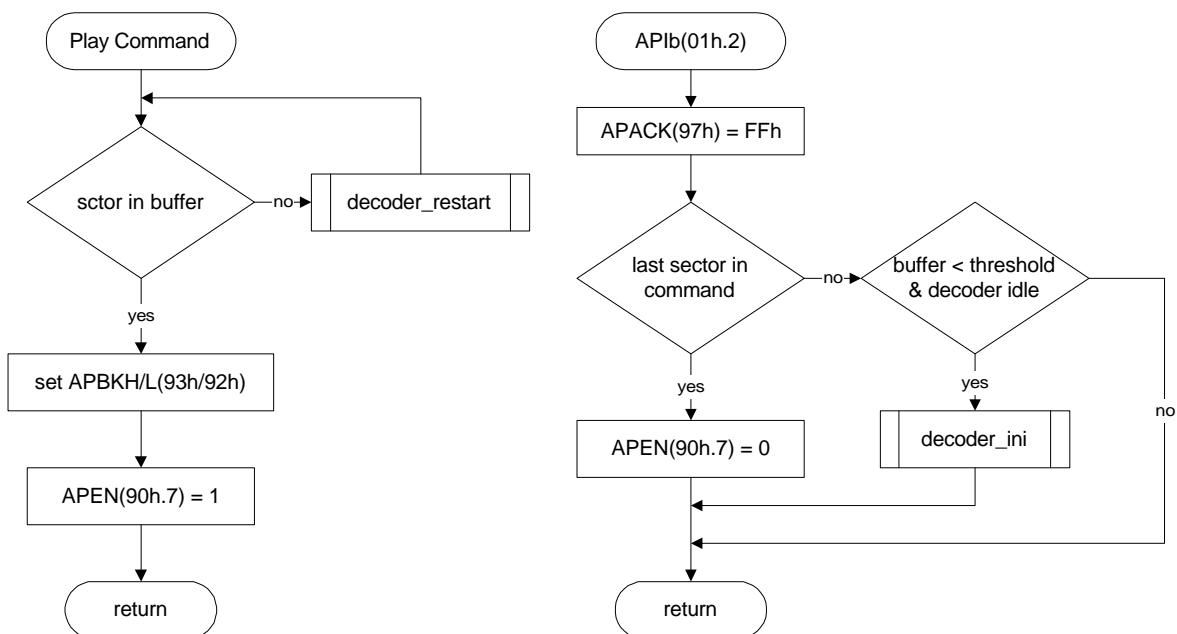 Play Command
sctor in buffer
no
decoder_restart
yes
set APBKH/L(93h/92h)
APEN(90h.7) = 1
return
APIb(01h.2)
APACK(97h) = FFh
last sector in
command
no
buffer < threshold
& decoder idle
yes
yes
no
APEN(90h.7) = 0
decoder_ini
return